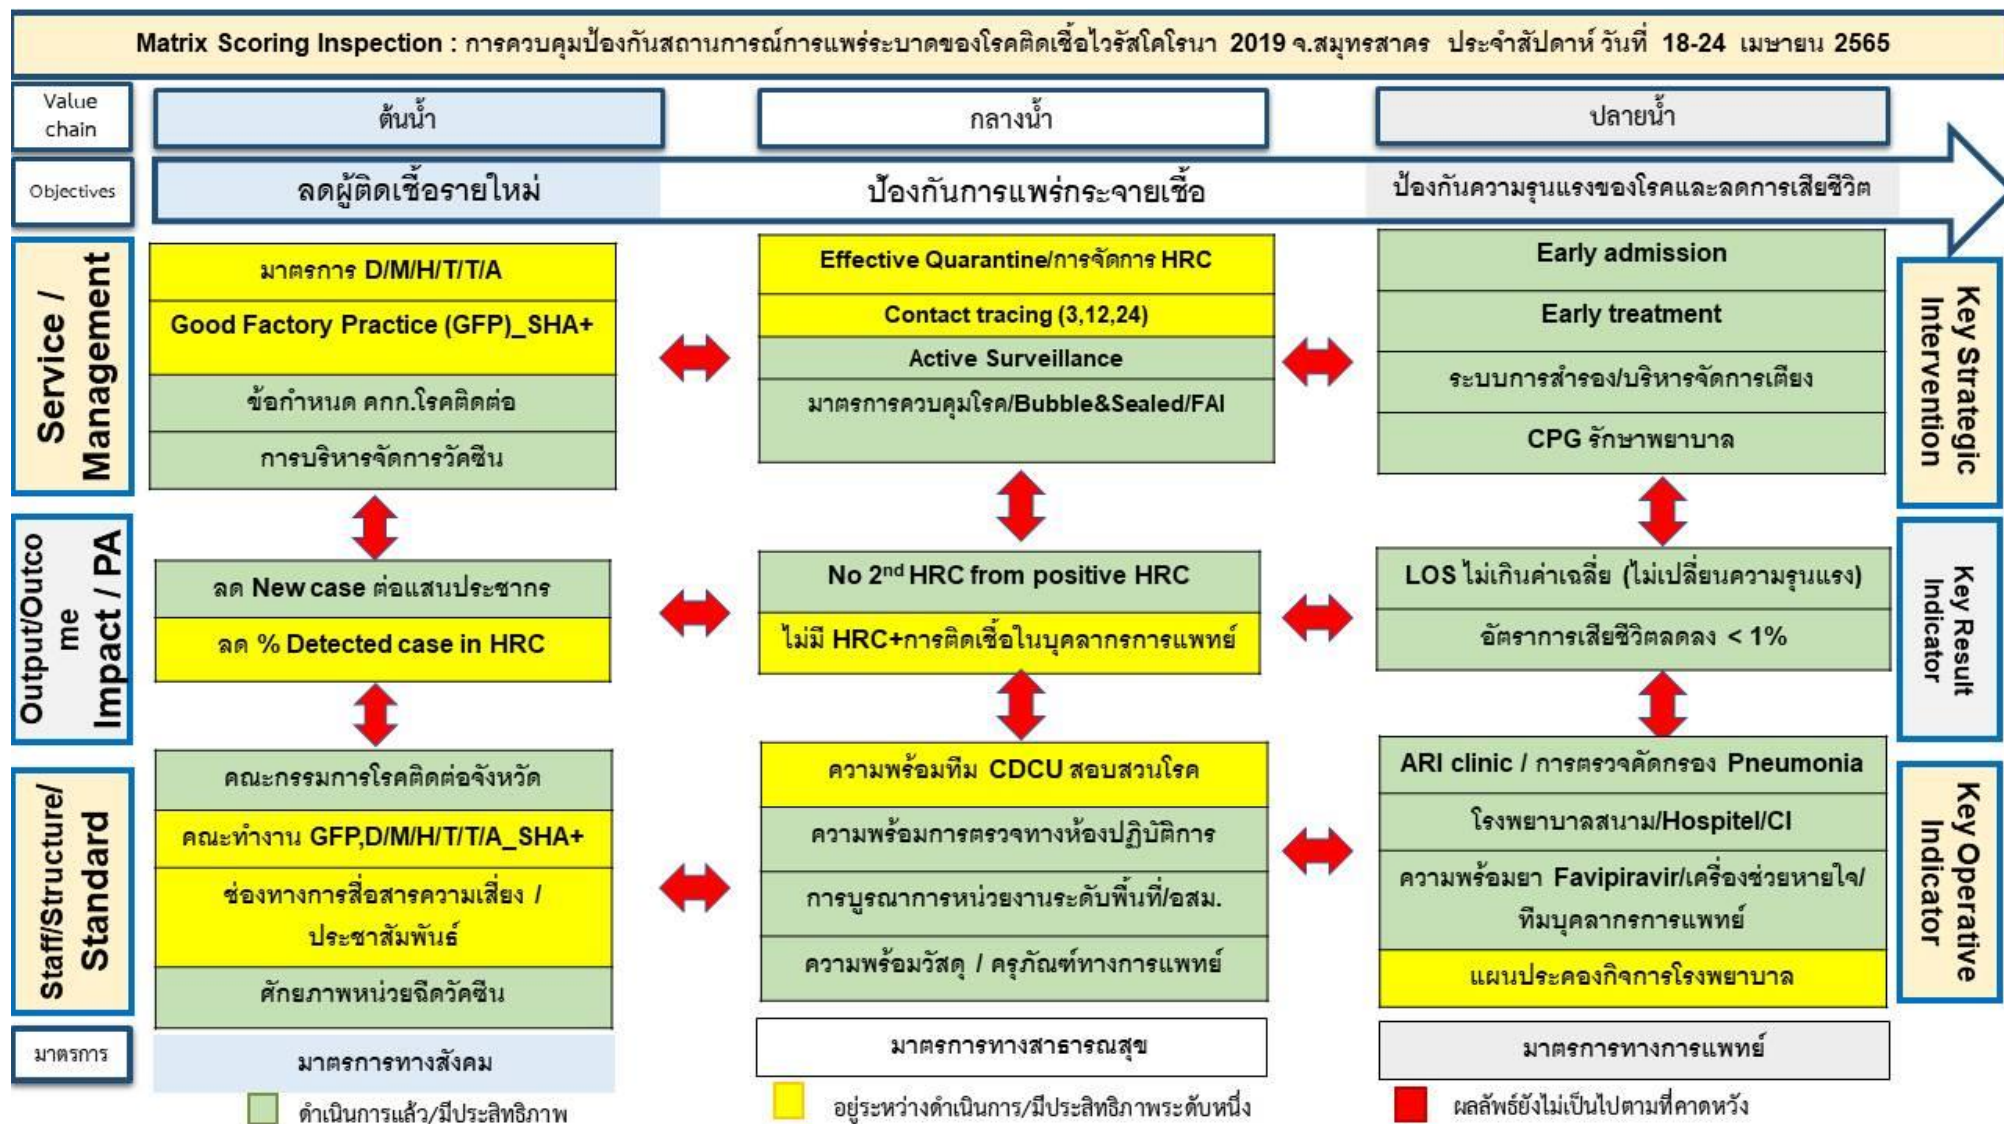 Matrix Scoring Inspection : การควบคุมป้องกันสถานการณ์การแพร่ระบาดของโรคติดเชื้อไวรัสโคโรนา 2019 จ.สมุทรสาคร ประจำสัปดาห์ วันที่ 18-24 เมษายน 2565
Value
chain
ต้นน้ำ
กลางน้ำ
ปลายน้ำ
Objectives
ลดผู้ติดเชื้อรายใหม่
ป้องกันการแพร่กระจายเชื้อ
ป้องกันความรุนแรงของโรคและลดการเสียชีวิต
Service /
Management
มาตรการ D/M/H/T/T/A
Good Factory Practice (GFP)_SHA+
ข้อกำหนด คกก.โรคติดต่อ
การบริหารจัดการวัคซีน
Effective Quarantine/การจัดการ HRC
Contact tracing (3,12,24)
Active Surveillance
มาตรการควบคุมโรค/Bubble&Sealed/FAI
Early admission
Early treatment
ระบบการสำรอง/บริหารจัดการเตียง
CPG รักษาพยาบาล
Key Strategic
Intervention
Output/Outco
me
Impact / PA
ลด New case ต่อแสนประชากร
ลด % Detected case in HRC
No 2nd HRC from positive HRC
ไม่มี HRC+การติดเชื้อในบุคลากรการแพทย์
LOS ไม่เกินค่าเฉลี่ย (ไม่เปลี่ยนความรุนแรง)
อัตราการเสียชีวิตลดลง < 1%
Key Result
Indicator
Staff/Structure/
Standard
คณะกรรมการโรคติดต่อจังหวัด
คณะทำงาน GFP,D/M/H/T/T/A_SHA+
ช่องทางการสื่อสารความเสี่ยง /
ประชาสัมพันธ์
ศักยภาพหน่วยฉีดวัคซีน
ความพร้อมทีม CDCU สอบสวนโรค
ความพร้อมการตรวจทางห้องปฏิบัติการ
การบูรณาการหน่วยงานระดับพื้นที่/อสม.
ความพร้อมวัสดุ / ครุภัณฑ์ทางการแพทย์
ARI clinic / การตรวจคัดกรอง Pneumonia
โรงพยาบาลสนาม/Hospitel/CI
ความพร้อมยา Favipiravir/เครื่องช่วยหายใจ/
ทีมบุคลากรการแพทย์
แผนประคองกิจการโรงพยาบาล
Key Operative
Indicator
มาตรการ
มาตรการทางสังคม
มาตรการทางสาธารณสุข
มาตรการทางการแพทย์
ดำเนินการแล้ว/มีประสิทธิภาพ
อยู่ระหว่างดำเนินการ/มีประสิทธิภาพระดับหนึ่ง
ผลลัพธ์ยังไม่เป็นไปตามที่คาดหวัง